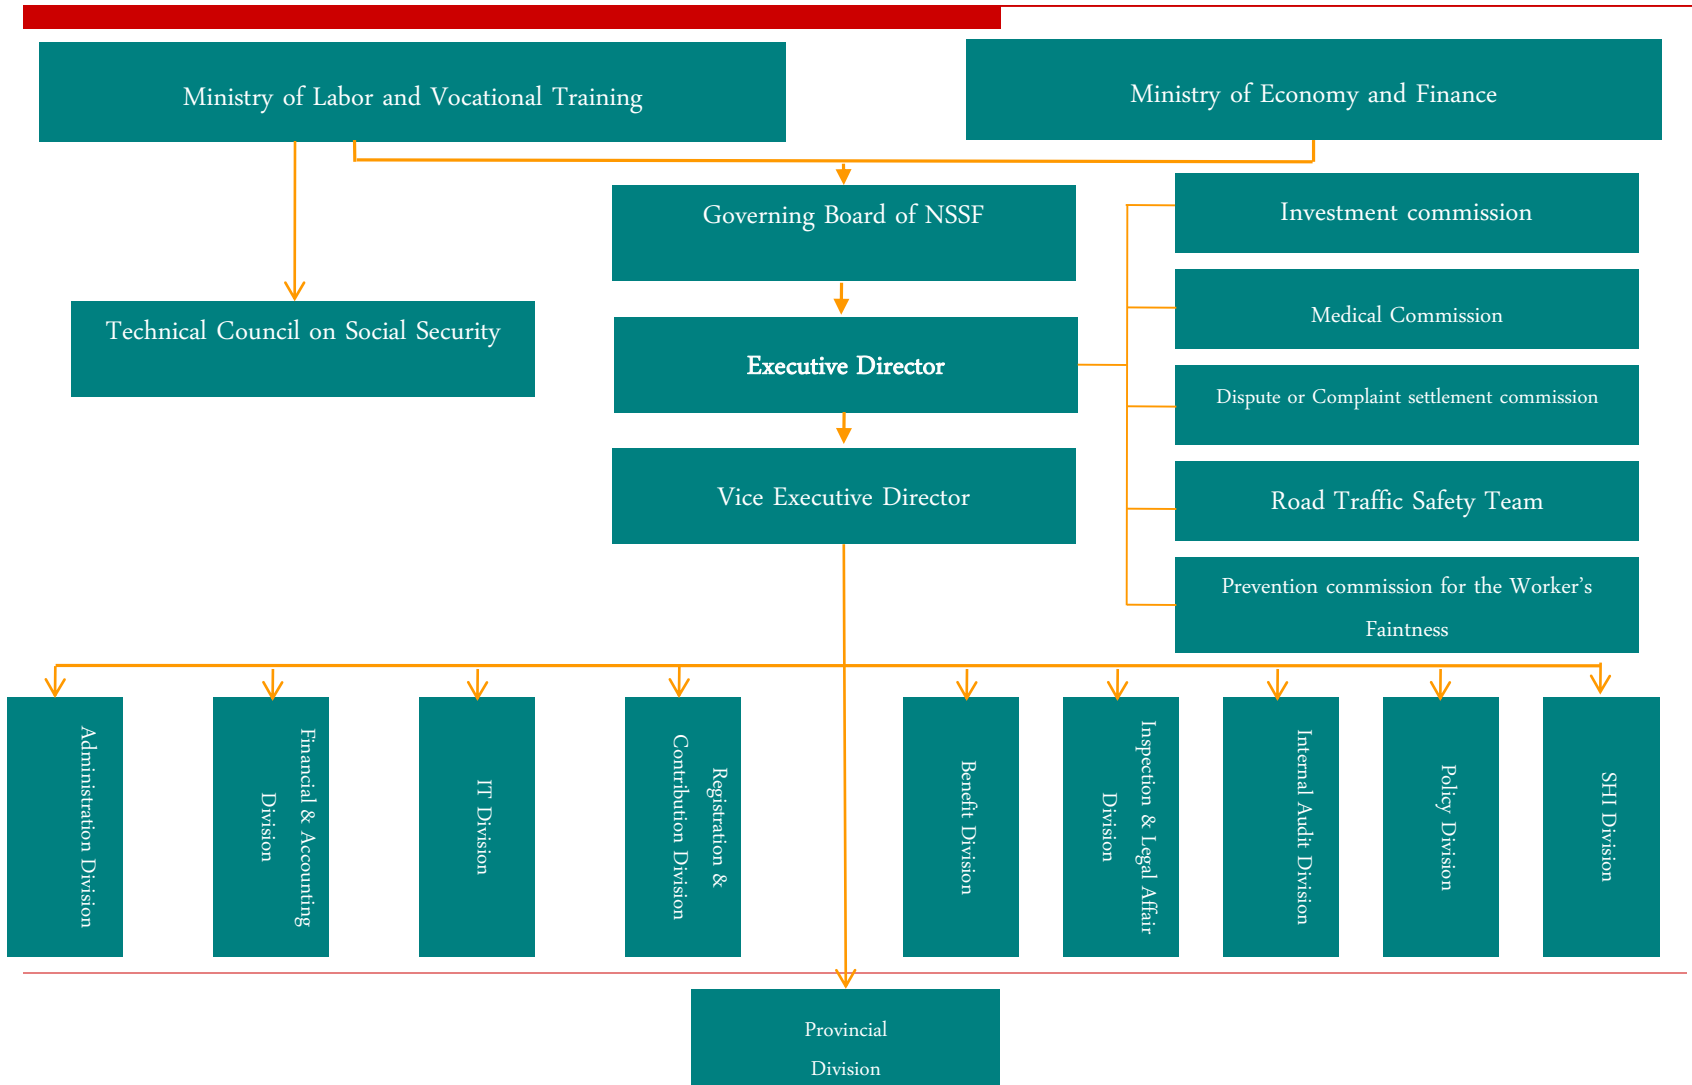 Ministry of Labor and Vocational Training
Ministry of Economy and Finance
Governing Board of NSSF
Investment commission
Technical Council on Social Security
Medical Commission
Executive Director
Dispute or Complaint settlement commission
Vice Executive Director
Road Traffic Safety Team
Prevention commission for the Worker's
Faintness
Administration Division
Financial & Accounting
Division
IT Division
Registration &
Contribution Division
Benefit Division
Inspection & Legal Affair
Division
Internal Audit Division
Policy Division
SHI Division
Provincial
Division